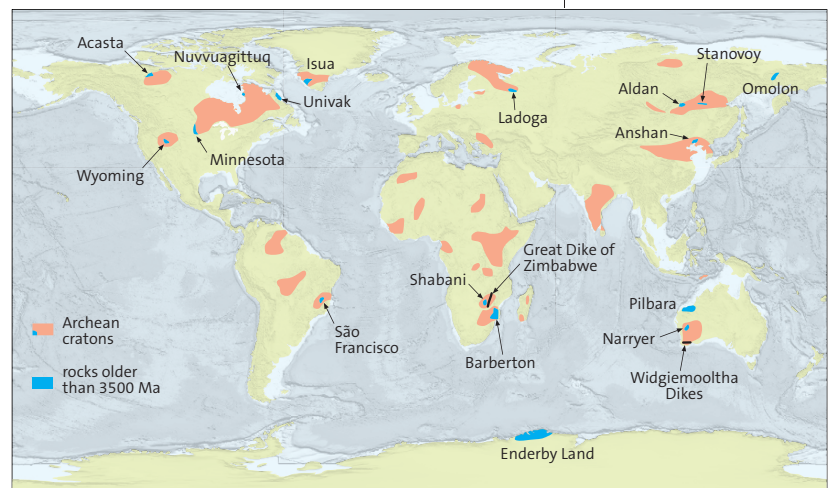 Acasta
Nuvvuagittuq
Isua
Univak
Stanovoy
Aldan
Omolon
Ladoga
Anshan
Wyoming
Minnesota
Great Dike of
Zimbabwe
Shabani
Pilbara
São
Francisco
Narryer
Barberton
Widgiemooltha
Dikes
Archean
cratons
rocks older
than 3500 Ma
Enderby Land